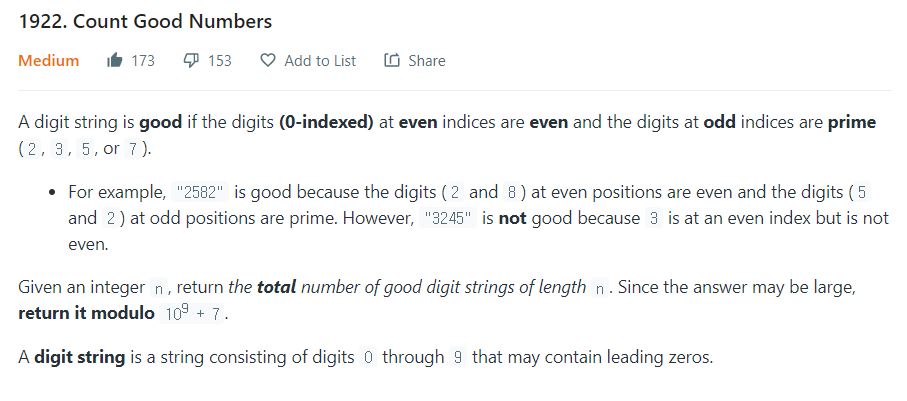 1922. Count Good Numbers
Medium 173 153 Add to List Share
A digit string is good if the digits (0-indexed) at even indices are even and the digits at odd indices are prime
(2, 3, 5, or 7).
• For example, "2582" is good because the digits (2 and 8) at even positions are even and the digits (5
and 2) at odd positions are prime. However, "3245" is not good because 3 is at an even index but is not
even.
Given an integer n, return the total number of good digit strings of length n. Since the answer may be large,
return it modulo 10⁹ + 7.
A digit string is a string consisting of digits 0 through 9 that may contain leading zeros.